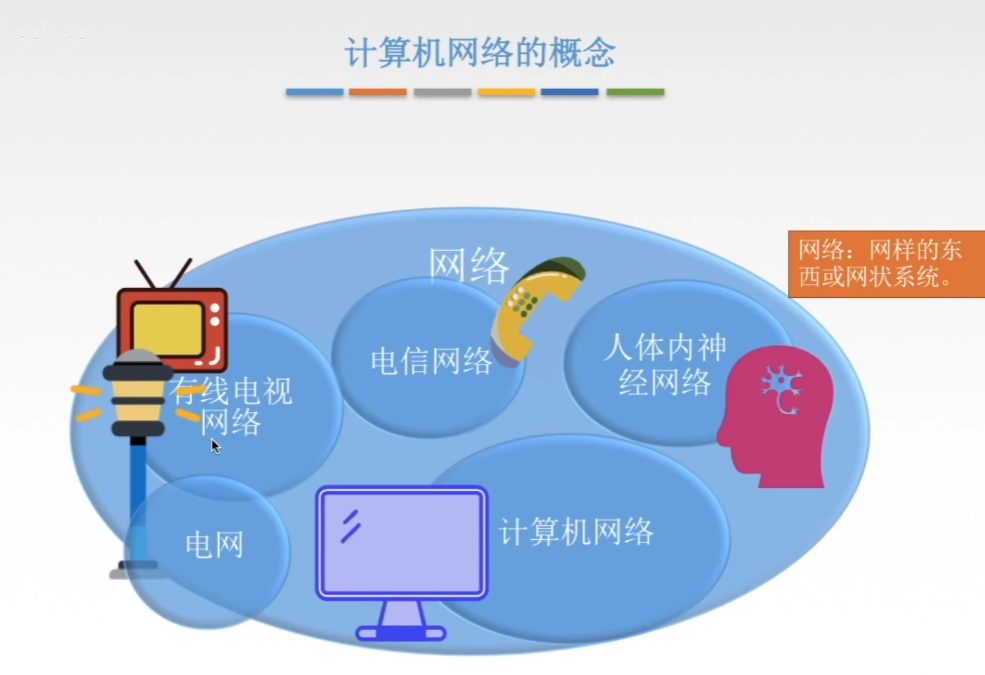 计算机网络的概念
网络
网络：网样的东
西或网状系统。
电信网络
人体内神
经网络
有线电视
网络
电网
计算机网络